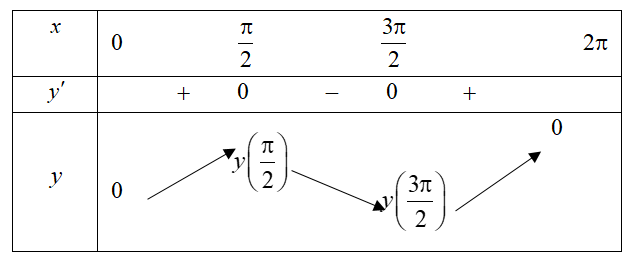 x 0 π/2 3π/2 2π
y′ + 0 − 0 +
y 0 y(π/2) y(3π/2) 0